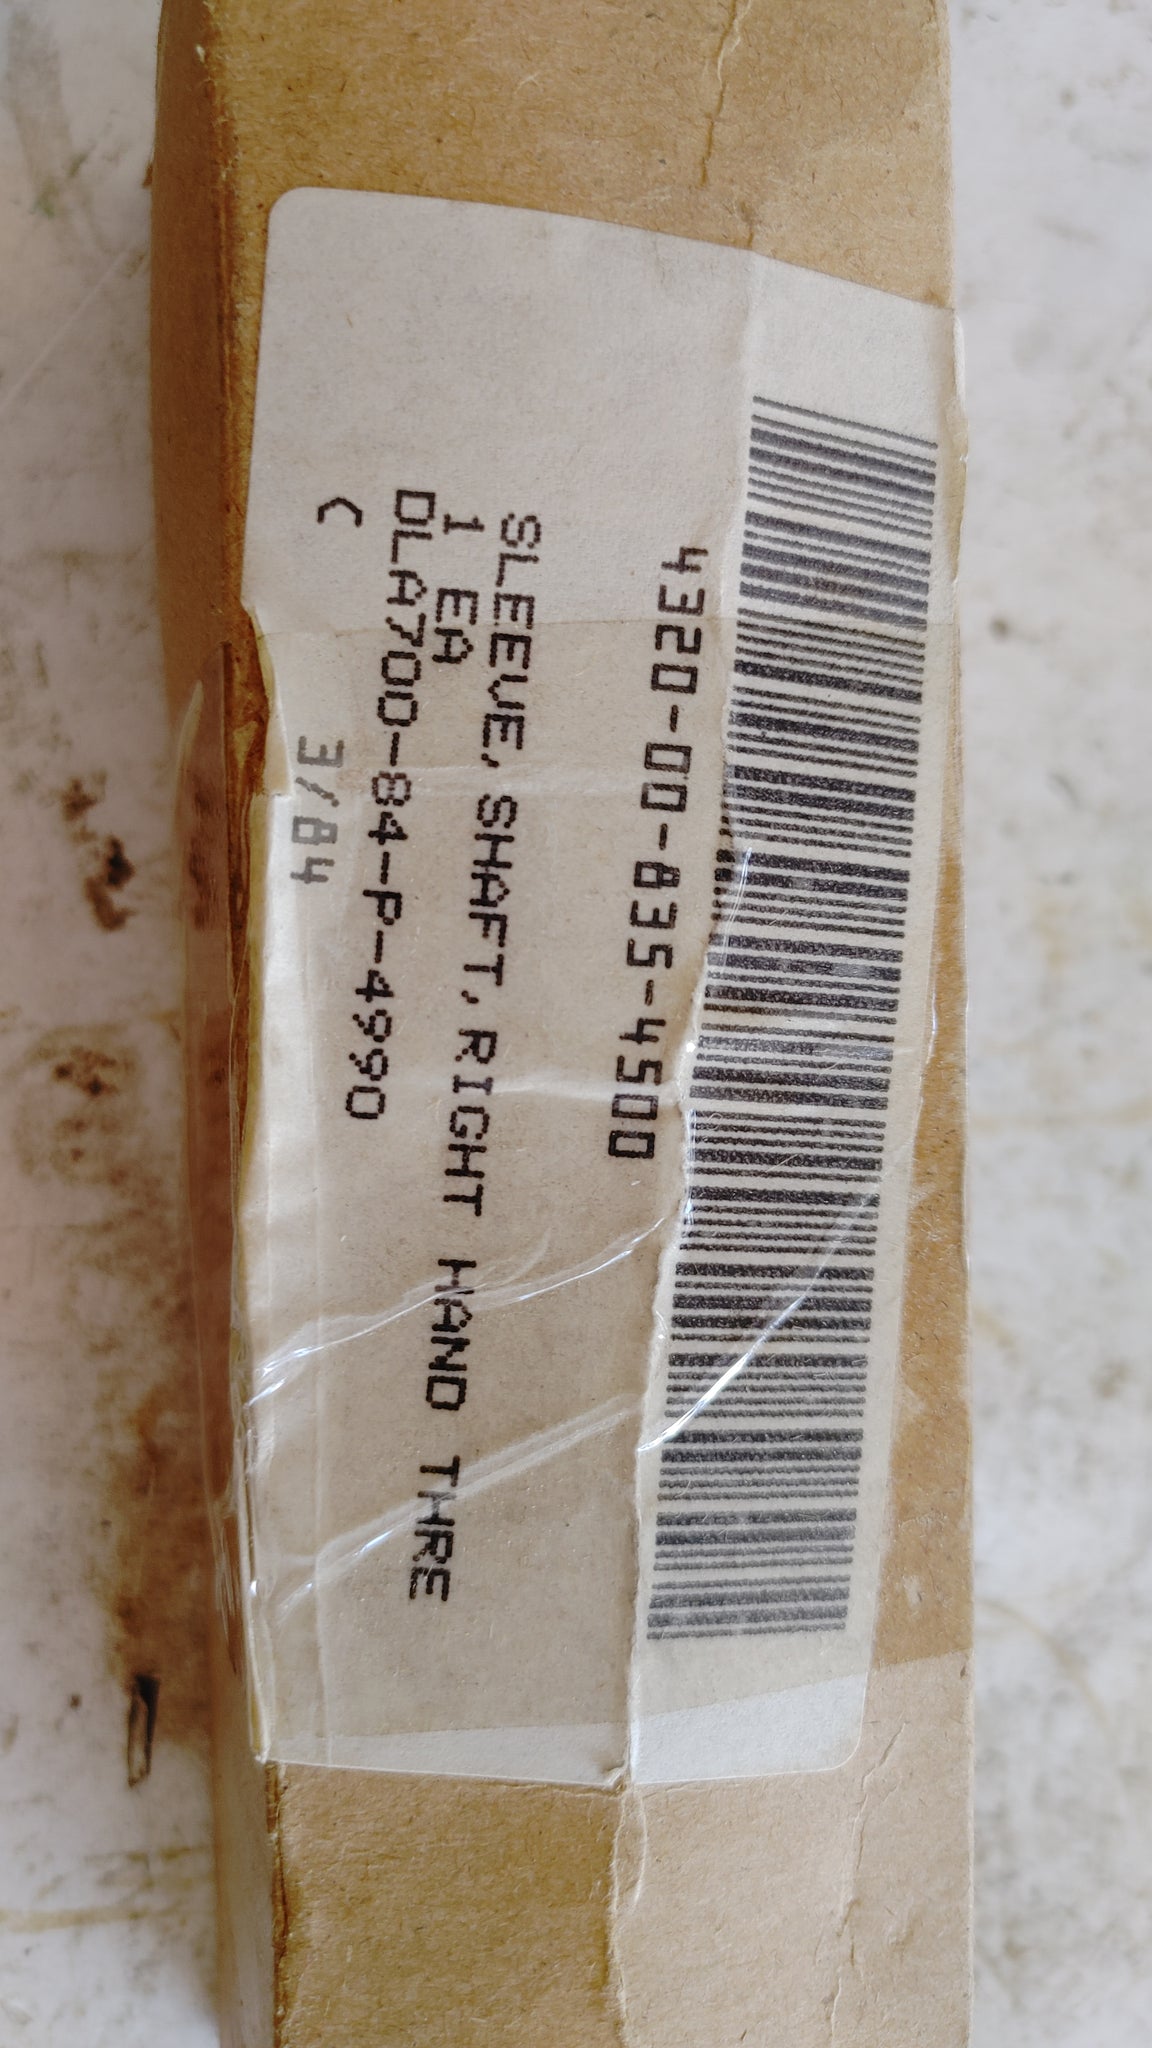 4320-00-835-4500
SLEEVE, SHAFT, RIGHT HAND THRE
1 EA
DLA700-84-P-4990
3/84